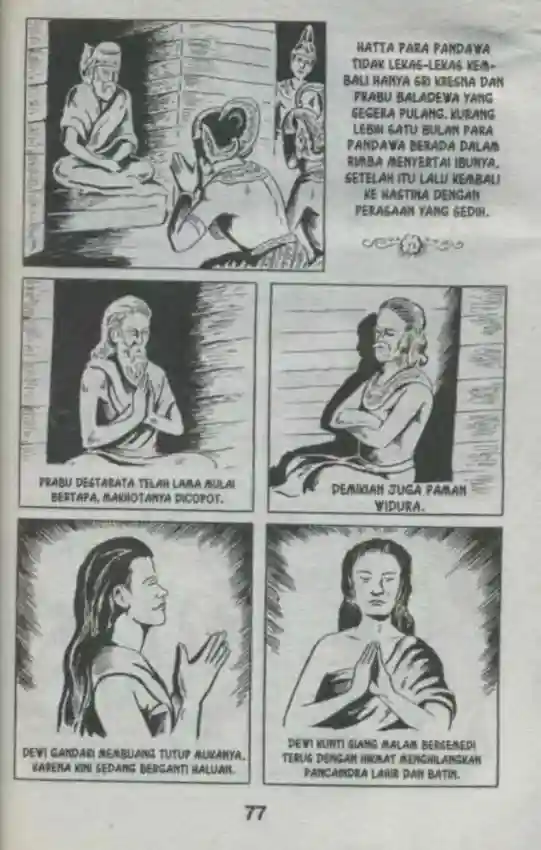 HATTA PARA PANDAWA
TIDAK LEKAS-LEKAS KEM-
BALI HANYA SRI KRESNA DAN
PRABU BALADEWA YANG
SEGERA PULANG. KURANG
LEBIH SATU BULAN PARA
PANDAWA BERADA DALAM
RIMBA MENYERTAI IBUNYA.
SETELAH ITU LALU KEMBALI
KE HASTINA DENGAN
PERASAAN YANG SEDIH.
PRABU DESTARATA TELAH LAMA MULAI
BERTAPA, MAKHOTANYA DICOPOT.
DEMIKIAN JUGA PAMAN
WIDURA.
DEWI GANDARI MEMBUANG TUTUP MUKANYA.
KARENA KINI SEDANG BERGANTI HALUAN.
DEWI KUNTI SIANG MALAM BERSEMEDI
TERUS DENGAN HIKMAT MENGHILANGKAN
PANCAINDRA LAHIR DAN BATIN.
77